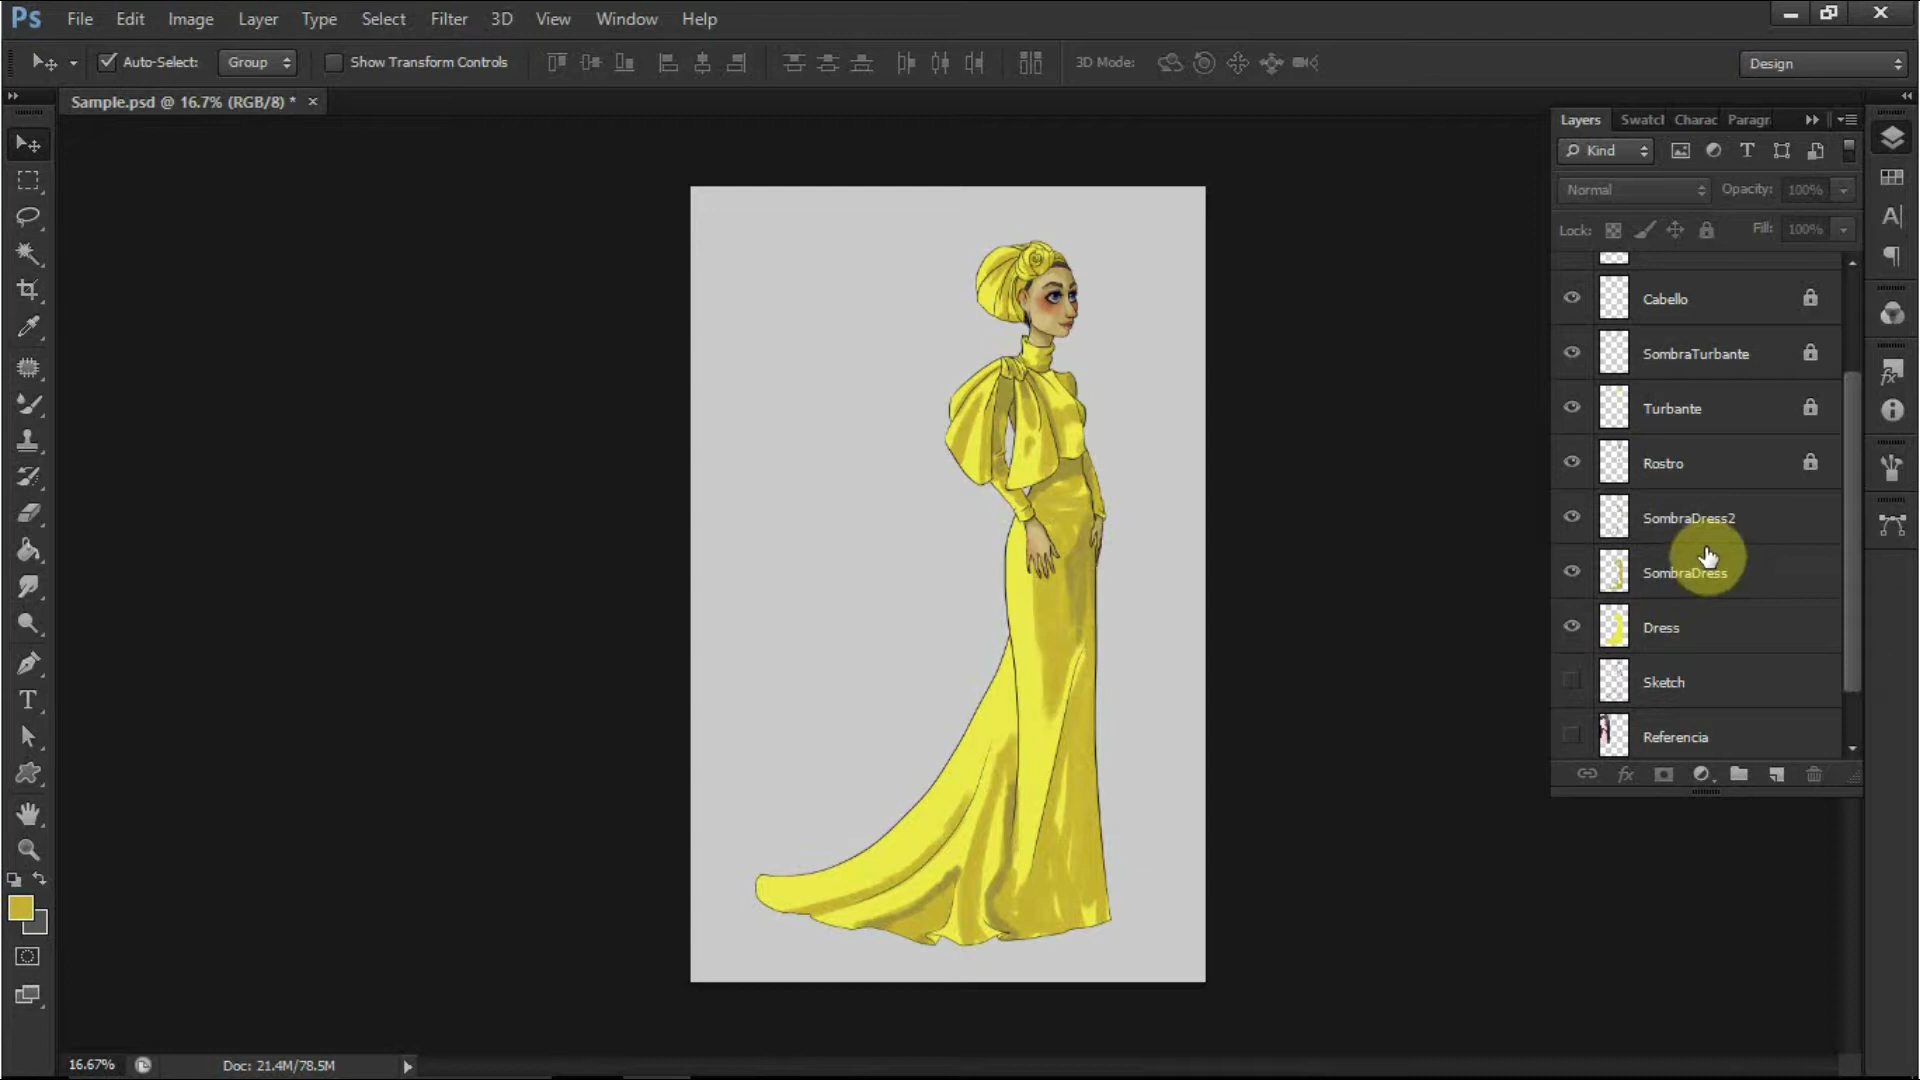 Ps File Edit Image Layer Type Select Filter 3D View Window Help
Auto-Select: Group Show Transform Controls 3D Mode: Design
Sample.psd @ 16.7% (RGB/8) *
Layers Swatcl Charac Paragr
Kind
Normal Opacity: 100%
Lock: Fill: 100%
Cabello
SombraTurbante
Turbante
Rostro
SombraDress2
SombraDress
Dress
Sketch
Referencia
16.67% Doc: 21.4M/78.5M